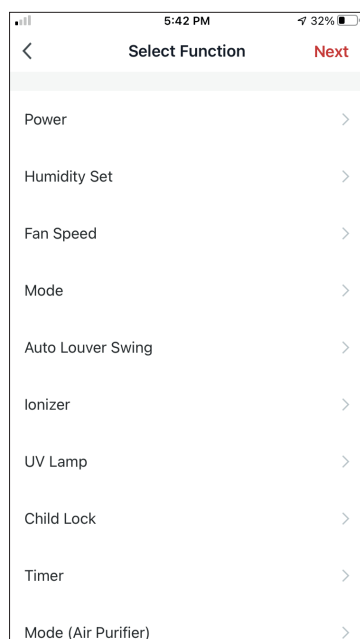 5:42 PM 32%
Select Function Next
Power
Humidity Set
Fan Speed
Mode
Auto Louver Swing
Ionizer
UV Lamp
Child Lock
Timer
Mode (Air Purifier)